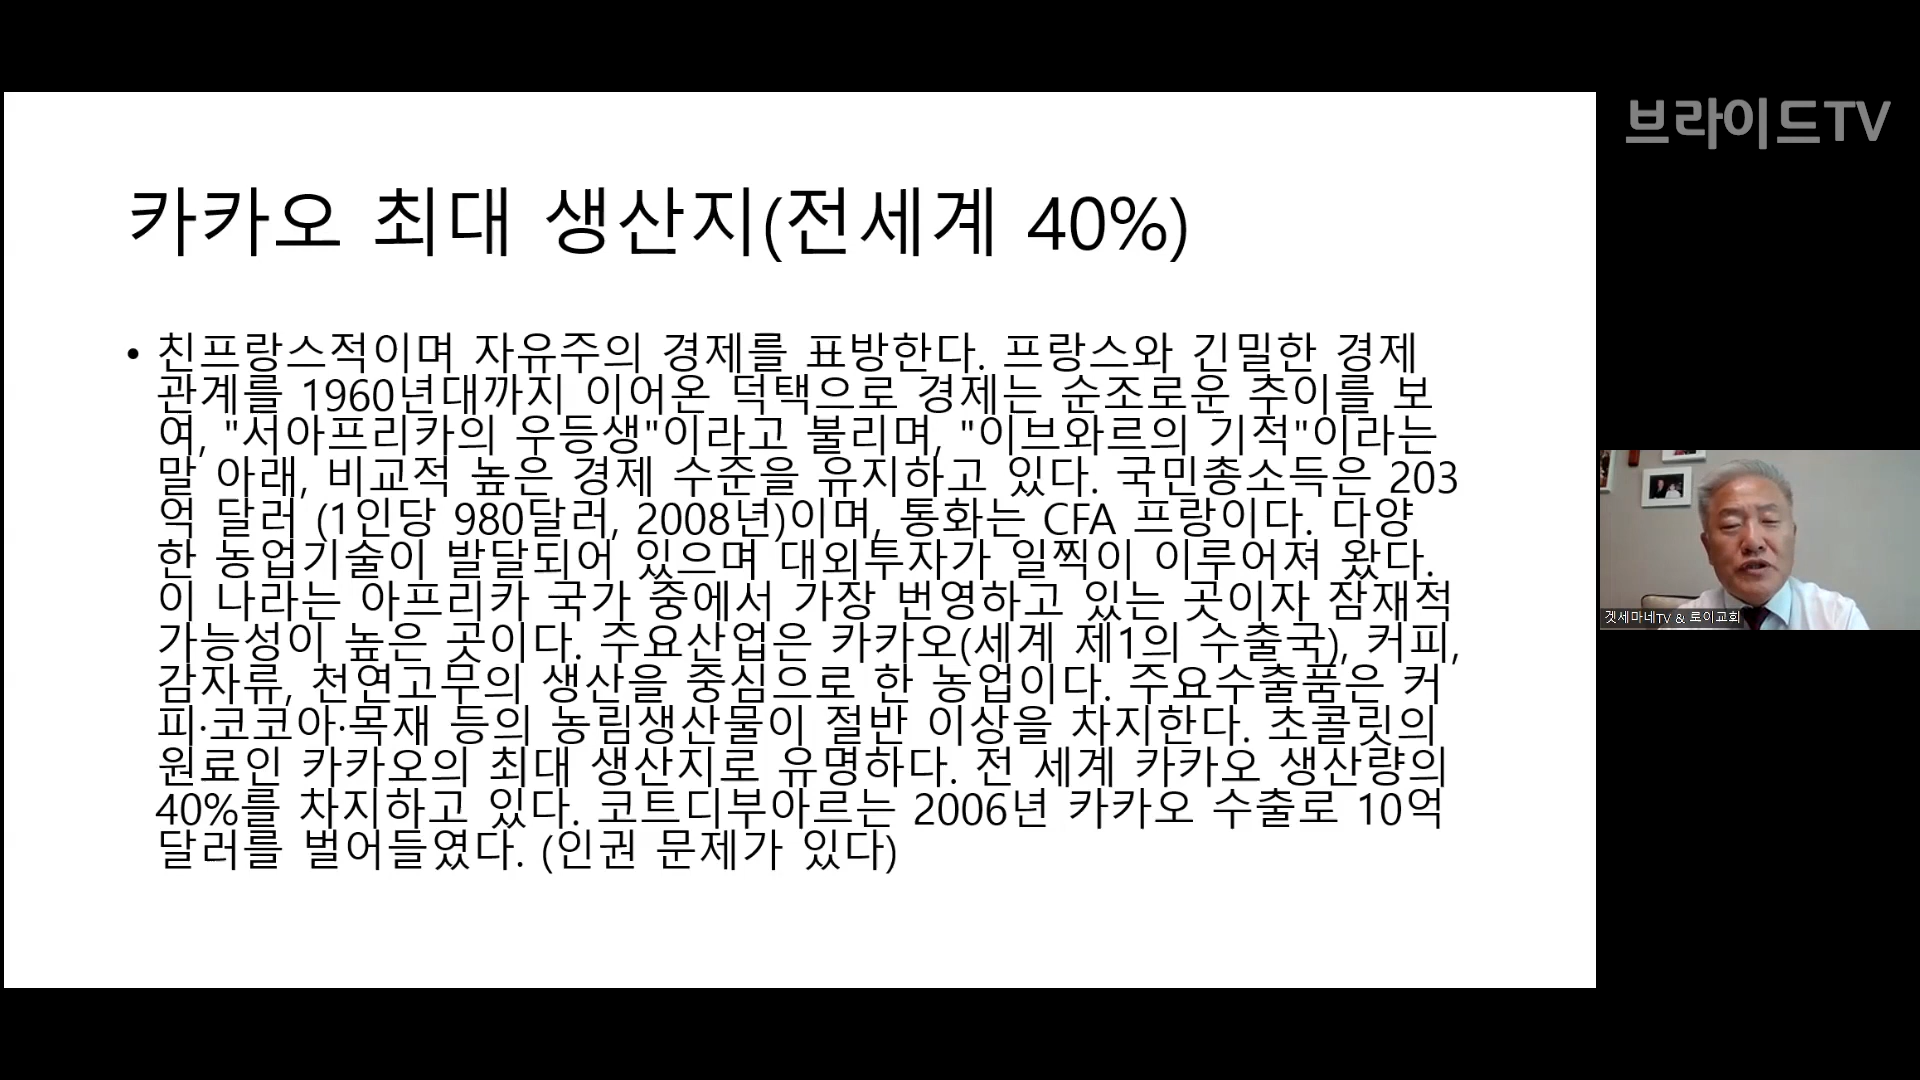 브라이드TV
카카오 최대 생산지(전세계 40%)
• 친프랑스적이며 자유주의 경제를 표방한다. 프랑스와 긴밀한 경제
관계를 1960년대까지 이어온 덕택으로 경제는 순조로운 추이를 보
여, "서아프리카의 우등생"이라고 불리며, "이브와르의 기적"이라는
말 아래, 비교적 높은 경제 수준을 유지하고 있다. 국민총소득은 203
억 달러 (1인당 980달러, 2008년)이며, 통화는 CFA 프랑이다. 다양
한 농업기술이 발달되어 있으며 대외투자가 일찍이 이루어져 왔다.
이 나라는 아프리카 국가 중에서 가장 번영하고 있는 곳이자 잠재적
가능성이 높은 곳이다. 주요산업은 카카오(세계 제1의 수출국), 커피,
감자류, 천연고무의 생산을 중심으로 한 농업이다. 주요수출품은 커
피·코코아·목재 등의 농림생산물이 절반 이상을 차지한다. 초콜릿의
원료인 카카오의 최대 생산지로 유명하다. 전 세계 카카오 생산량의
40%를 차지하고 있다. 코트디부아르는 2006년 카카오 수출로 10억
달러를 벌어들였다. (인권 문제가 있다)
겟세마네TV & 로이교회